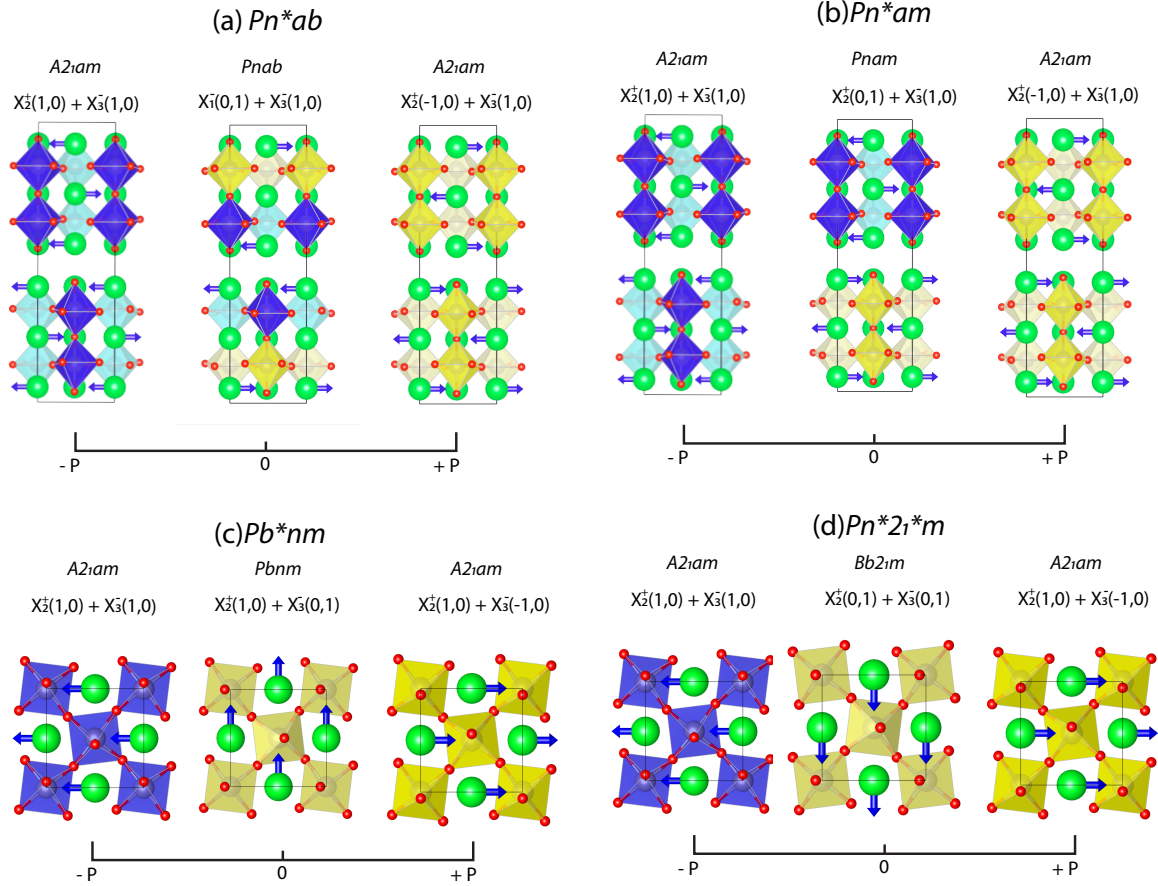 (a) Pn*ab
A2₁am Pnab A2₁am
X₂⁺(1,0) + X₃⁻(1,0) X₁⁻(0,1) + X₃⁻(1,0) X₂⁺(-1,0) + X₃⁻(1,0)
- P 0 + P
(b)Pn*am
A2₁am Pnam A2₁am
X₂⁺(1,0) + X₃⁻(1,0) X₂⁺(0,1) + X₃⁻(1,0) X₂⁺(-1,0) + X₃⁻(1,0)
- P 0 + P
(c)Pb*nm
A2₁am Pbnm A2₁am
X₂⁺(1,0) + X₃⁻(1,0) X₂⁺(1,0) + X₃⁻(0,1) X₂⁺(1,0) + X₃⁻(-1,0)
- P 0 + P
(d)Pn*2₁*m
A2₁am Bb21m A2₁am
X₂⁺(1,0) + X₃⁻(1,0) X₂⁺(0,1) + X₃⁻(0,1) X₂⁺(1,0) + X₃⁻(-1,0)
- P 0 + P